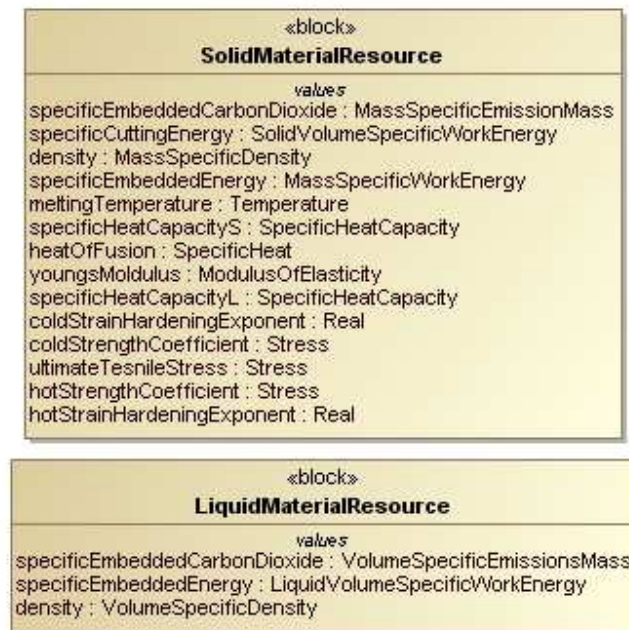 «block»
SolidMaterialResource
values
specificEmbeddedCarbonDioxide : MassSpecificEmissionMass
specificCuttingEnergy : SolidVolumeSpecificWorkEnergy
density : MassSpecificDensity
specificEmbeddedEnergy : MassSpecificWorkEnergy
meltingTemperature : Temperature
specificHeatCapacityS : SpecificHeatCapacity
heatOfFusion : SpecificHeat
youngsMoldulus : ModulusOfElasticity
specificHeatCapacityL : SpecificHeatCapacity
coldStrainHardeningExponent : Real
coldStrengthCoefficient : Stress
ultimateTesnileStress : Stress
hotStrengthCoefficient : Stress
hotStrainHardeningExponent : Real
«block»
LiquidMaterialResource
values
specificEmbeddedCarbonDioxide : VolumeSpecificEmissionsMass
specificEmbeddedEnergy : LiquidVolumeSpecificWorkEnergy
density : VolumeSpecificDensity